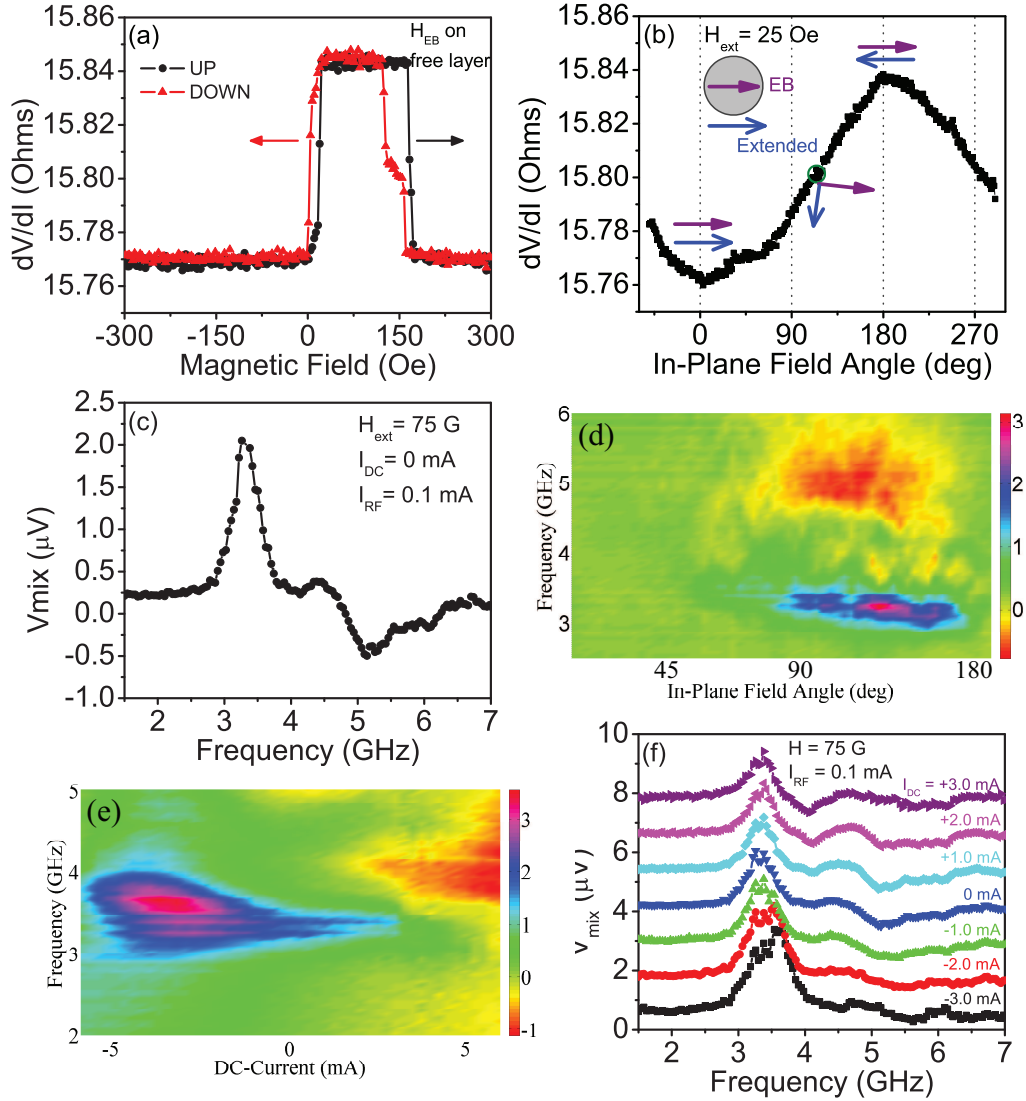 (a)
H_EB on
free layer
UP
DOWN
15.86
15.84
15.82
15.80
15.78
15.76
dV/dI (Ohms)
-300 -150 0 150 300
Magnetic Field (Oe)
(b)
H_ext = 25 Oe
EB
Extended
15.86
15.84
15.82
15.80
15.78
15.76
dV/dI (Ohms)
0 90 180 270
In-Plane Field Angle (deg)
(c)
H_ext = 75 G
I_DC = 0 mA
I_RF = 0.1 mA
2.5
2.0
1.5
1.0
0.5
0.0
-0.5
-1.0
Vmix (μV)
2 3 4 5 6 7
Frequency (GHz)
(d)
6
5
4
3
Frequency (GHz)
45 90 180
In-Plane Field Angle (deg)
3
2
1
0
(e)
5
4
3
2
Frequency (GHz)
-5 0 5
DC-Current (mA)
3
2
1
0
-1
(f)
H = 75 G
I_RF = 0.1 mA
I_DC = +3.0 mA
+2.0 mA
+1.0 mA
0 mA
-1.0 mA
-2.0 mA
-3.0 mA
10
8
6
4
2
0
v_mix (μv)
2 3 4 5 6 7
Frequency (GHz)